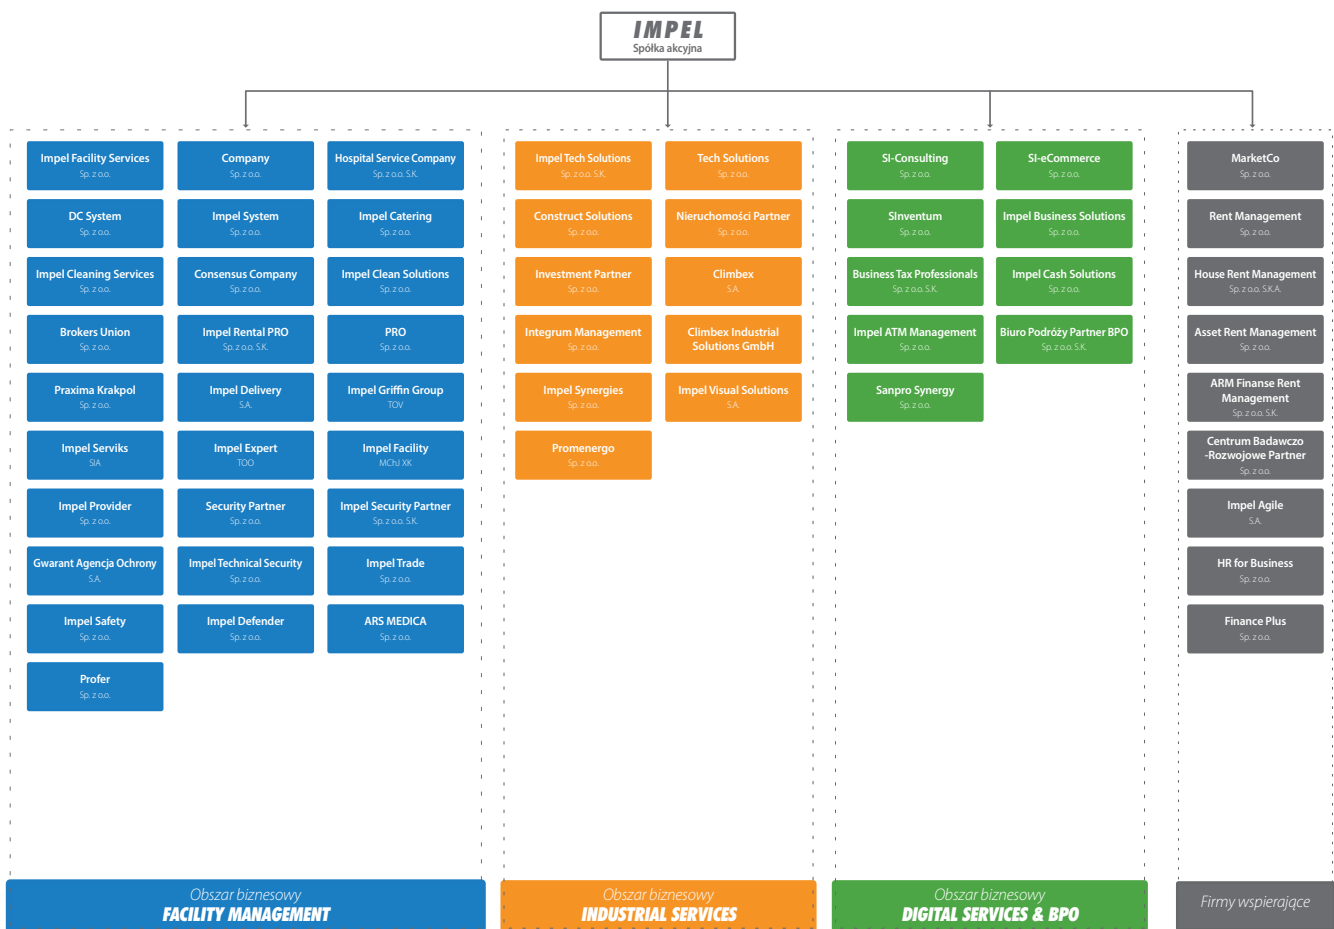 IMPEL
Spółka akcyjna
Impel Facility Services
Sp. z o.o.
Company
Sp. z o.o.
Hospital Service Company
Sp. z o.o. S.K.
DC System
Sp. z o.o.
Impel System
Sp. z o.o.
Impel Catering
Sp. z o.o.
Impel Cleaning Services
Sp. z o.o.
Consensus Company
Sp. z o.o.
Impel Clean Solutions
Sp. z o.o.
Brokers Union
Sp. z o.o.
Impel Rental PRO
Sp. z o.o. S.K.
PRO
Sp. z o.o.
Praxima Krakpol
Sp. z o.o.
Impel Delivery
S.A.
Impel Griffin Group
TOV
Impel Serviks
SIA
Impel Expert
TOO
Impel Facility
MChJ XK
Impel Provider
Sp. z o.o.
Security Partner
Sp. z o.o.
Impel Security Partner
Sp. z o.o. S.K.
Gwarant Agencja Ochrony
S.A.
Impel Technical Security
Sp. z o.o.
Impel Trade
Sp. z o.o.
Impel Safety
Sp. z o.o.
Impel Defender
Sp. z o.o.
ARS MEDICA
Sp. z o.o.
Profer
Sp. z o.o.
Obszar biznesowy
FACILITY MANAGEMENT
Impel Tech Solutions
Sp. z o.o. S.K.
Tech Solutions
Sp. z o.o.
Construct Solutions
Sp. z o.o.
Nieruchomości Partner
Sp. z o.o.
Investment Partner
Sp. z o.o.
Climbex
S.A.
Integrum Management
Sp. z o.o.
Climbex Industrial
Solutions GmbH
Impel Synergies
Sp. z o.o.
Impel Visual Solutions
S.A.
Promenergo
Sp. z o.o.
Obszar biznesowy
INDUSTRIAL SERVICES
SI-Consulting
Sp. z o.o.
SI-eCommerce
Sp. z o.o.
SInventum
Sp. z o.o.
Impel Business Solutions
Sp. z o.o.
Business Tax Professionals
Sp. z o.o. S.K.
Impel Cash Solutions
Sp. z o.o.
Impel ATM Management
Sp. z o.o.
Biuro Podróży Partner BPO
Sp. z o.o. S.K.
Sanpro Synergy
Sp. z o.o.
Obszar biznesowy
DIGITAL SERVICES & BPO
MarketCo
Sp. z o.o.
Rent Management
Sp. z o.o.
House Rent Management
Sp. z o.o. S.K.A.
Asset Rent Management
Sp. z o.o.
ARM Finanse Rent
Management
Sp. z o.o. S.K.
Centrum Badawczo
-Rozwojowe Partner
Sp. z o.o.
Impel Agile
S.A.
HR for Business
Sp. z o.o.
Finance Plus
Sp. z o.o.
Firmy wspierające